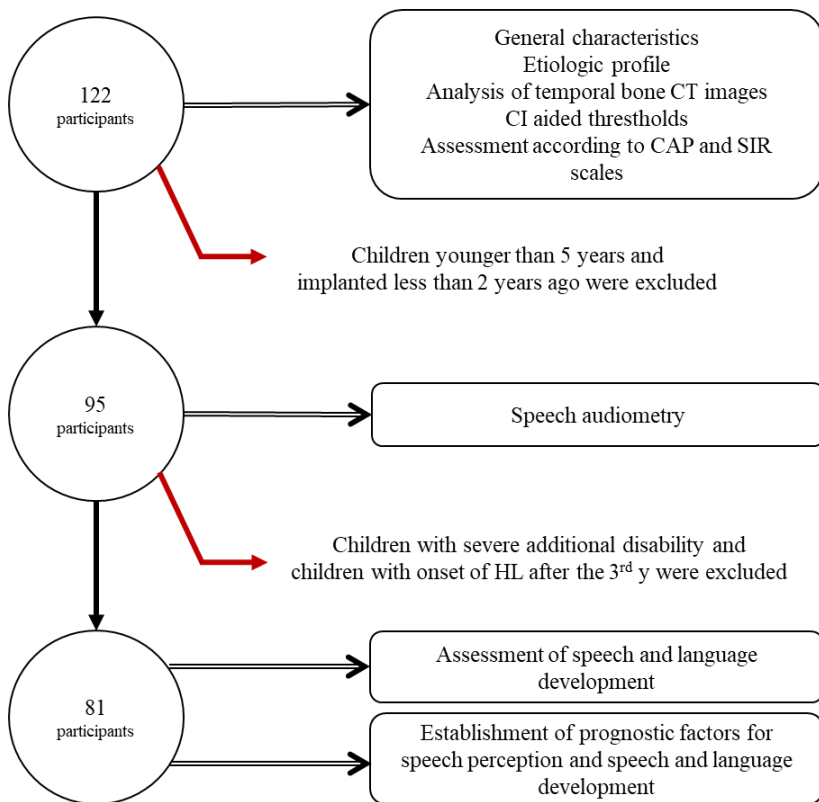 122
participants
General characteristics
Etiologic profile
Analysis of temporal bone CT images
CI aided threstholds
Assessment according to CAP and SIR
scales
Children younger than 5 years and
implanted less than 2 years ago were excluded
95
participants
Speech audiometry
Children with severe additional disability and
children with onset of HL after the 3rd y were excluded
81
participants
Assessment of speech and language
development
Establishment of prognostic factors for
speech perception and speech and language
development